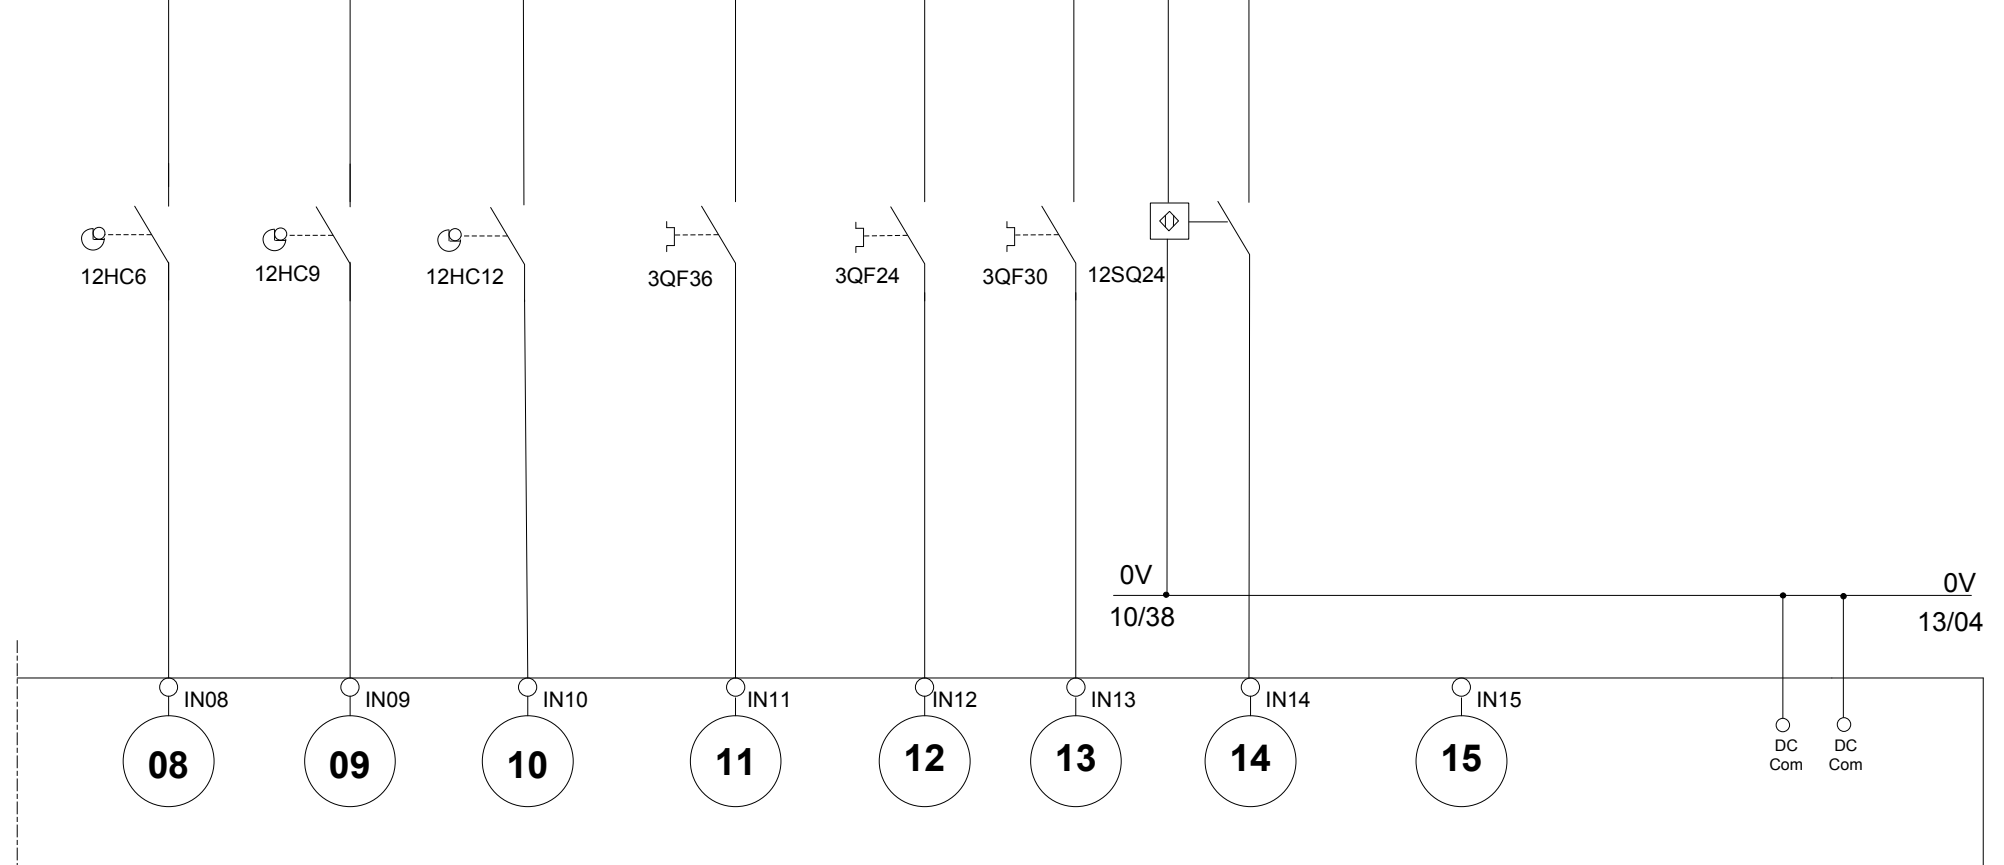 12HC6
12HC9
12HC12
3QF36
3QF24
3QF30
12SQ24
0V
0V
10/38
13/04
IN08
IN09
IN10
IN11
IN12
IN13
IN14
IN15
08
09
10
11
12
13
14
15
DC
Com
DC
Com